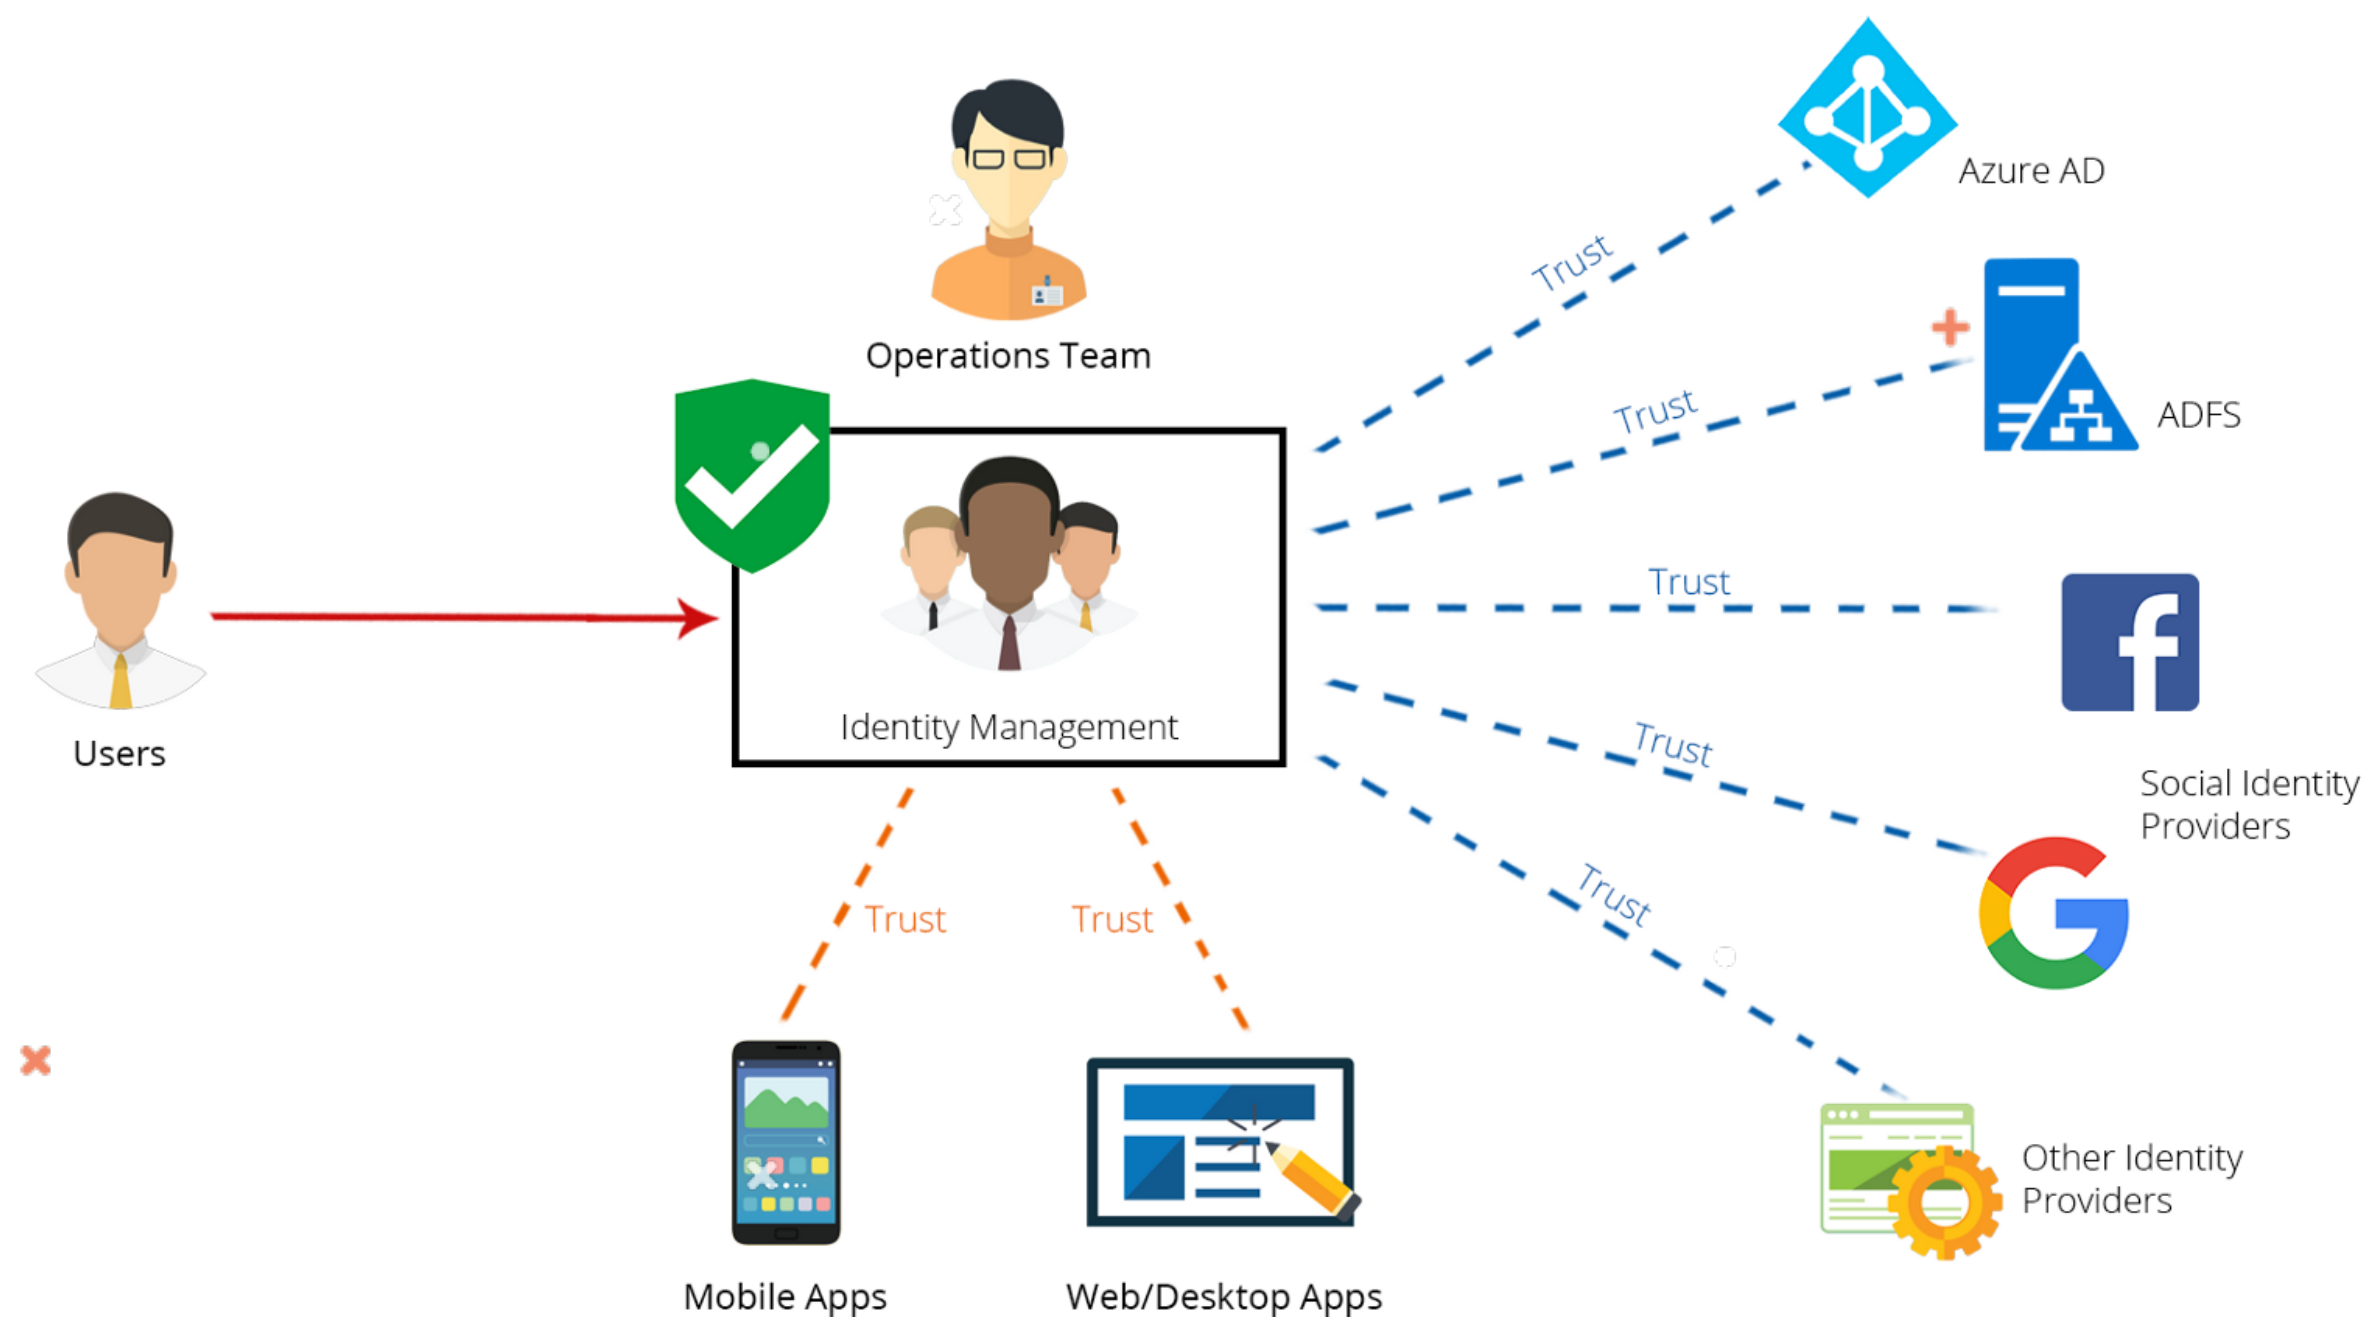 Azure AD
Trust
Operations Team
Trust
ADFS
Trust
Users
Identity Management
Trust
Social Identity
Providers
Trust
Trust
Trust
Other Identity
Providers
Mobile Apps
Web/Desktop Apps